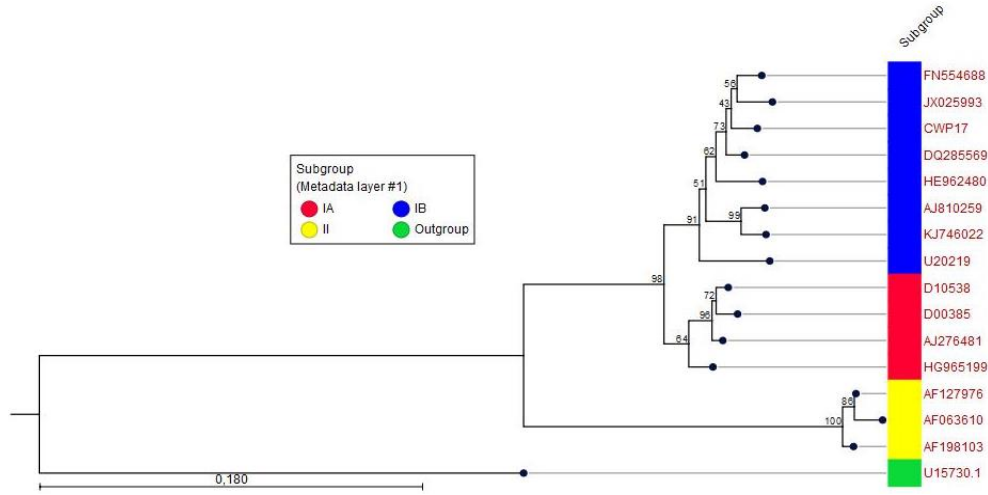 Subgroup
FN554688
56
JX025993
43
CWP17
73
DQ285569
62
HE962480
51
AJ810259
99
91
KJ746022
U20219
98
D10538
72
D00385
96
AJ276481
64
HG965199
AF127976
86
AF063610
100
AF198103
U15730.1
0,180
Subgroup
(Metadata layer #1)
IA IB
II Outgroup